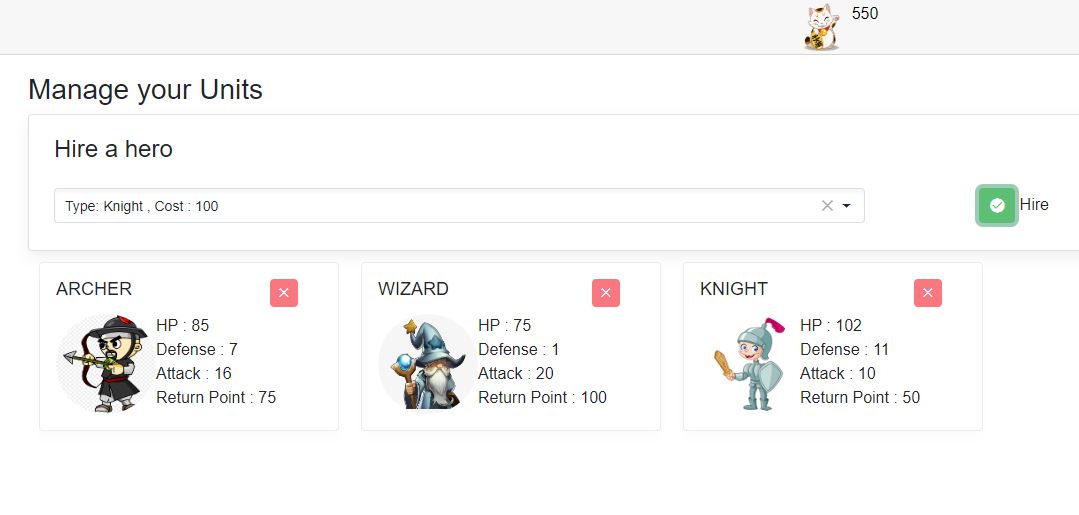 550
Manage your Units
Hire a hero
Type: Knight , Cost : 100
Hire
ARCHER
HP : 85
Defense : 7
Attack : 16
Return Point : 75
WIZARD
HP : 75
Defense : 1
Attack : 20
Return Point : 100
KNIGHT
HP : 102
Defense : 11
Attack : 10
Return Point : 50